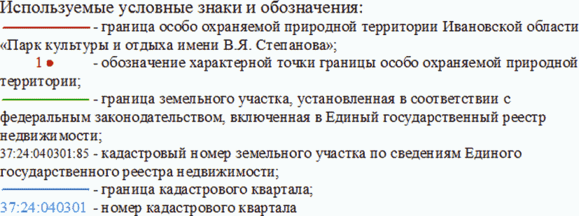 Используемые условные знаки и обозначения:
- граница особо охраняемой природной территории Ивановской области
«Парк культуры и отдыха имени В.Я. Степанова»;
1 - обозначение характерной точки границы особо охраняемой природной
территории;
- граница земельного участка, установленная в соответствии с
федеральным законодательством, включенная в Единый государственный реестр
недвижимости;
37:24:040301:85 - кадастровый номер земельного участка по сведениям Единого
государственного реестра недвижимости;
- граница кадастрового квартала;
37:24:040301 - номер кадастрового квартала